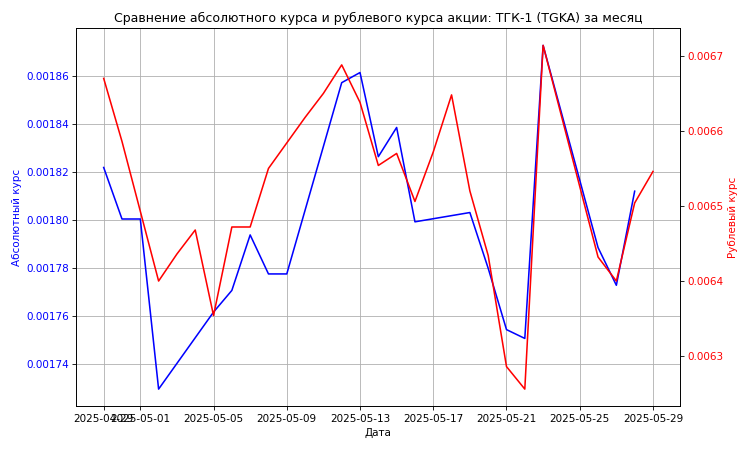 Сравнение абсолютного курса и рублевого курса акции: ТГК-1 (TGKA) за месяц
0.00186
0.00184
0.00182
0.00180
0.00178
0.00176
0.00174
Абсолютный курс
0.0067
0.0066
0.0065
0.0064
0.0063
Рублевый курс
2025-04-29 2025-05-01 2025-05-05 2025-05-09 2025-05-13 2025-05-17 2025-05-21 2025-05-25 2025-05-29
Дата